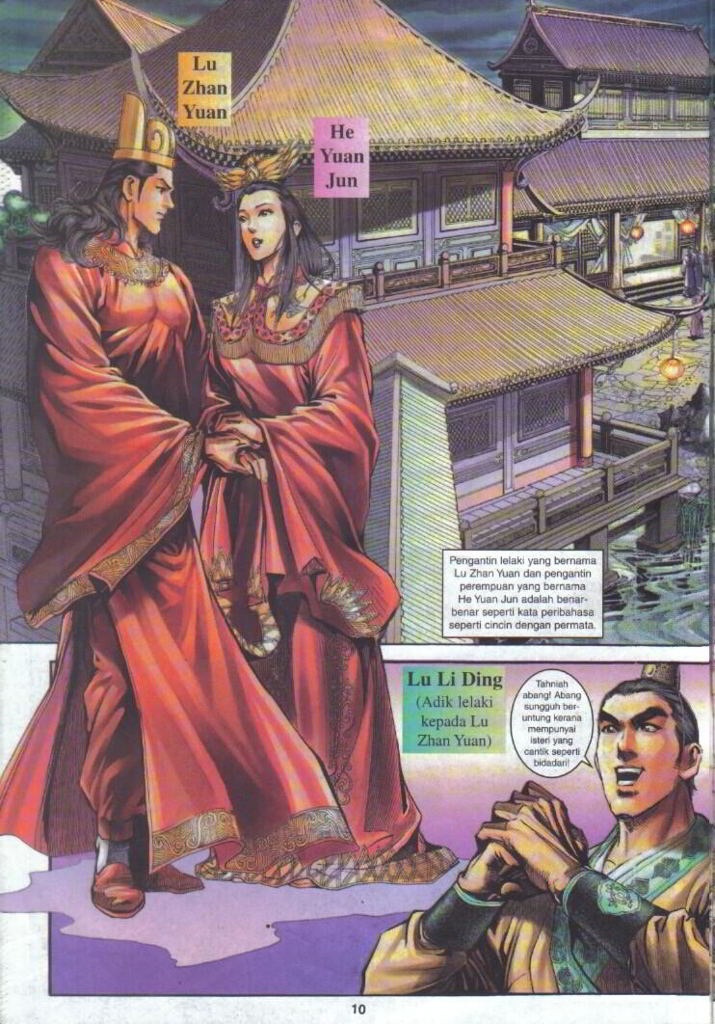 Lu
Zhan
Yuan
He
Yuan
Jun
Pengantin lelaki yang bernama
Lu Zhan Yuan dan pengantin
perempuan yang bernama
He Yuan Jun adalah benar-
benar seperti kata peribahasa
seperti cincin dengan permata.
Lu Li Ding
(Adik lelaki
kepada Lu
Zhan Yuan)
Tahniah
abang! Abang
sungguh ber-
untung kerana
mempunyai
isteri yang
cantik seperti
bidadari!
10